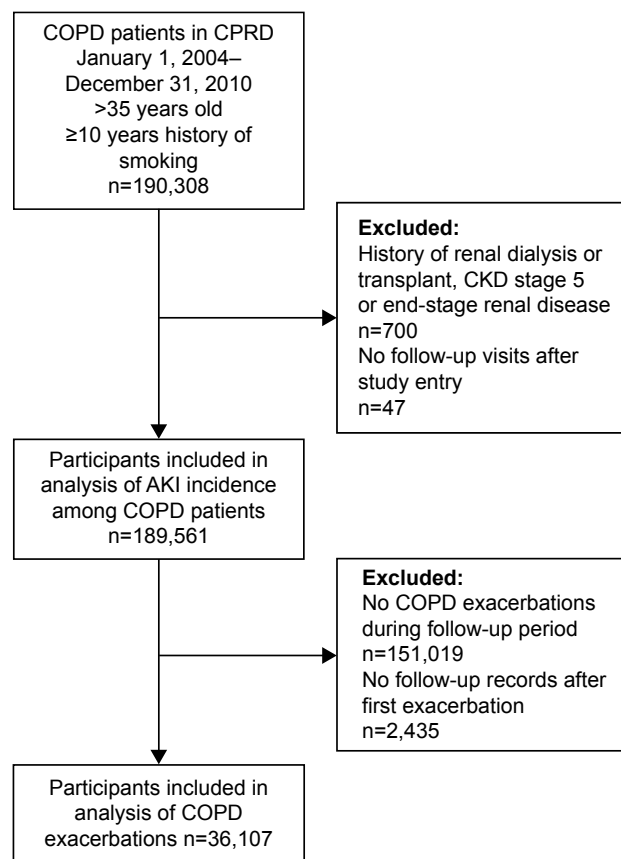 COPD patients in CPRD
January 1, 2004–
December 31, 2010
>35 years old
≥10 years history of
smoking
n=190,308
Excluded:
History of renal dialysis or
transplant, CKD stage 5
or end-stage renal disease
n=700
No follow-up visits after
study entry
n=47
Participants included in
analysis of AKI incidence
among COPD patients
n=189,561
Excluded:
No COPD exacerbations
during follow-up period
n=151,019
No follow-up records after
first exacerbation
n=2,435
Participants included in
analysis of COPD
exacerbations n=36,107